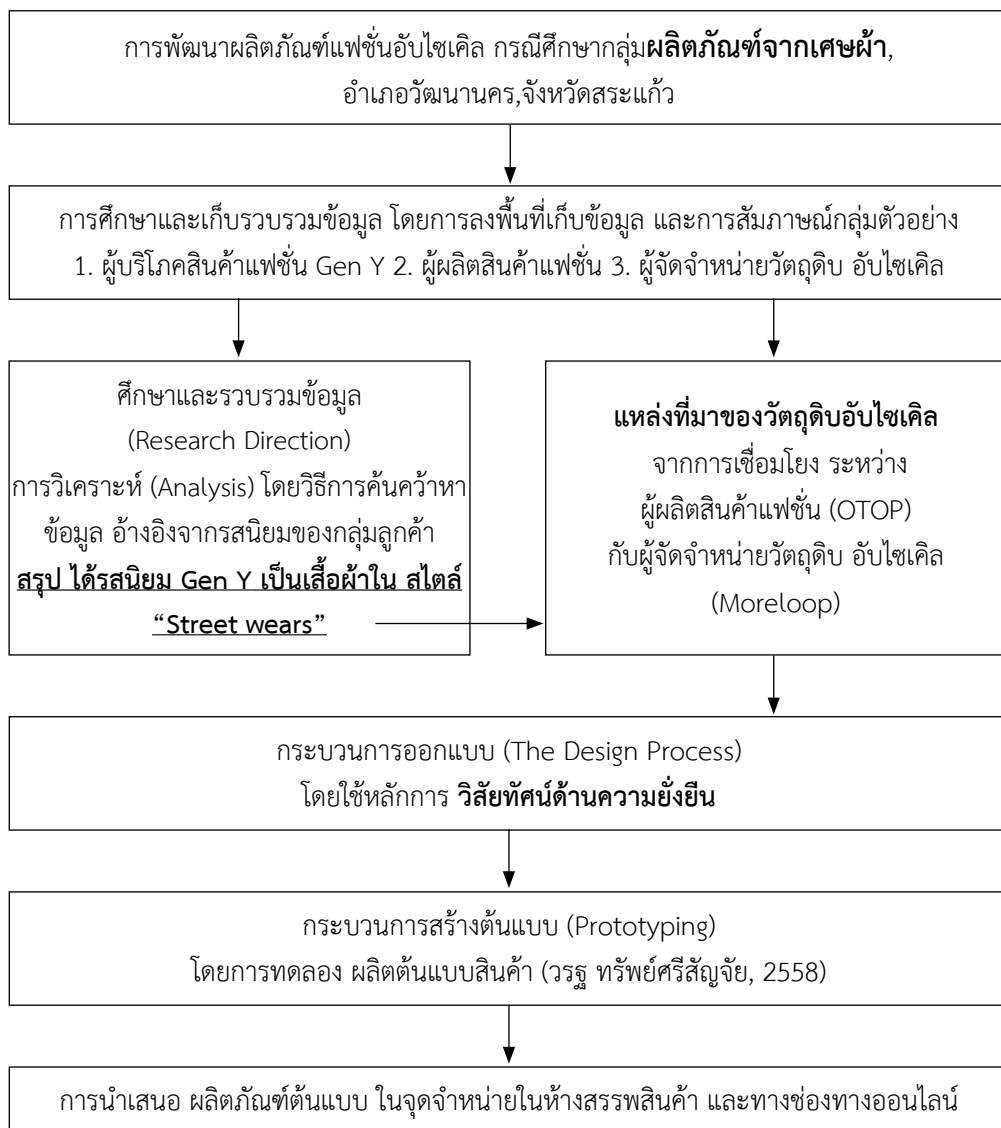 การพัฒนาผลิตภัณฑ์แฟชั่นอัปไซเคิล กรณีศึกษากลุ่มผลิตภัณฑ์จากเศษผ้า,
อำเภอวัฒนานคร,จังหวัดสระแก้ว
การศึกษาและเก็บรวบรวมข้อมูล โดยการลงพื้นที่เก็บข้อมูล และการสัมภาษณ์กลุ่มตัวอย่าง
1. ผู้บริโภคสินค้าแฟชั่น Gen Y 2. ผู้ผลิตสินค้าแฟชั่น 3. ผู้จัดจำหน่ายวัตถุดิบ อัปไซเคิล
ศึกษาและรวบรวมข้อมูล
(Research Direction)
การวิเคราะห์ (Analysis) โดยวิธีการค้นคว้าหา
ข้อมูล อ้างอิงจากรสนิยมของกลุ่มลูกค้า
สรุป ได้รสนิยม Gen Y เป็นเสื้อผ้าใน สไตล์
“Street wears”
แหล่งที่มาของวัตถุดิบอัปไซเคิล
จากการเชื่อมโยง ระหว่าง
ผู้ผลิตสินค้าแฟชั่น (OTOP)
กับผู้จัดจำหน่ายวัตถุดิบ อัปไซเคิล
(Moreloop)
กระบวนการออกแบบ (The Design Process)
โดยใช้หลักการ วิสัยทัศน์ด้านความยั่งยืน
กระบวนการสร้างต้นแบบ (Prototyping)
โดยการทดลอง ผลิตต้นแบบสินค้า (วรฐ ทรัพย์ศรีสัญจัย, 2558)
การนำเสนอ ผลิตภัณฑ์ต้นแบบ ในจุดจำหน่ายในห้างสรรพสินค้า และทางช่องทางออนไลน์